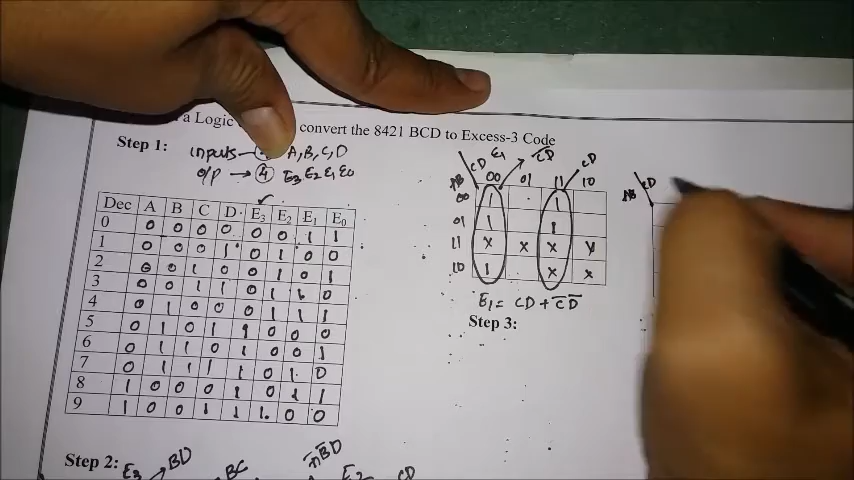 a Logic convert the 8421 BCD to Excess-3 Code
Step 1: inputs → 4 A, B, C, D
o/p → 4 E3 E2 E1 E0
Dec A B C D E3 E2 E1 E0
0 0 0 0 0 0 0 1 1
1 0 0 0 1 0 1 0 0
2 0 0 1 0 0 1 0 1
3 0 0 1 1 0 1 1 0
4 0 1 0 0 0 1 1 1
5 0 1 0 1 1 0 0 0
6 0 1 1 0 1 0 0 1
7 0 1 1 1 1 0 1 0
8 1 0 0 0 1 0 1 1
9 1 0 0 1 1 1 0 0
E1 C̅D̅ CD
AB CD 00 01 11 10
00 1 1
01 1 1
11 x x x x
10 1 x x
E1 = CD + C̅D̅
Step 3:
AB CD
Step 2:
E3 BD BC B̅D E2 CD